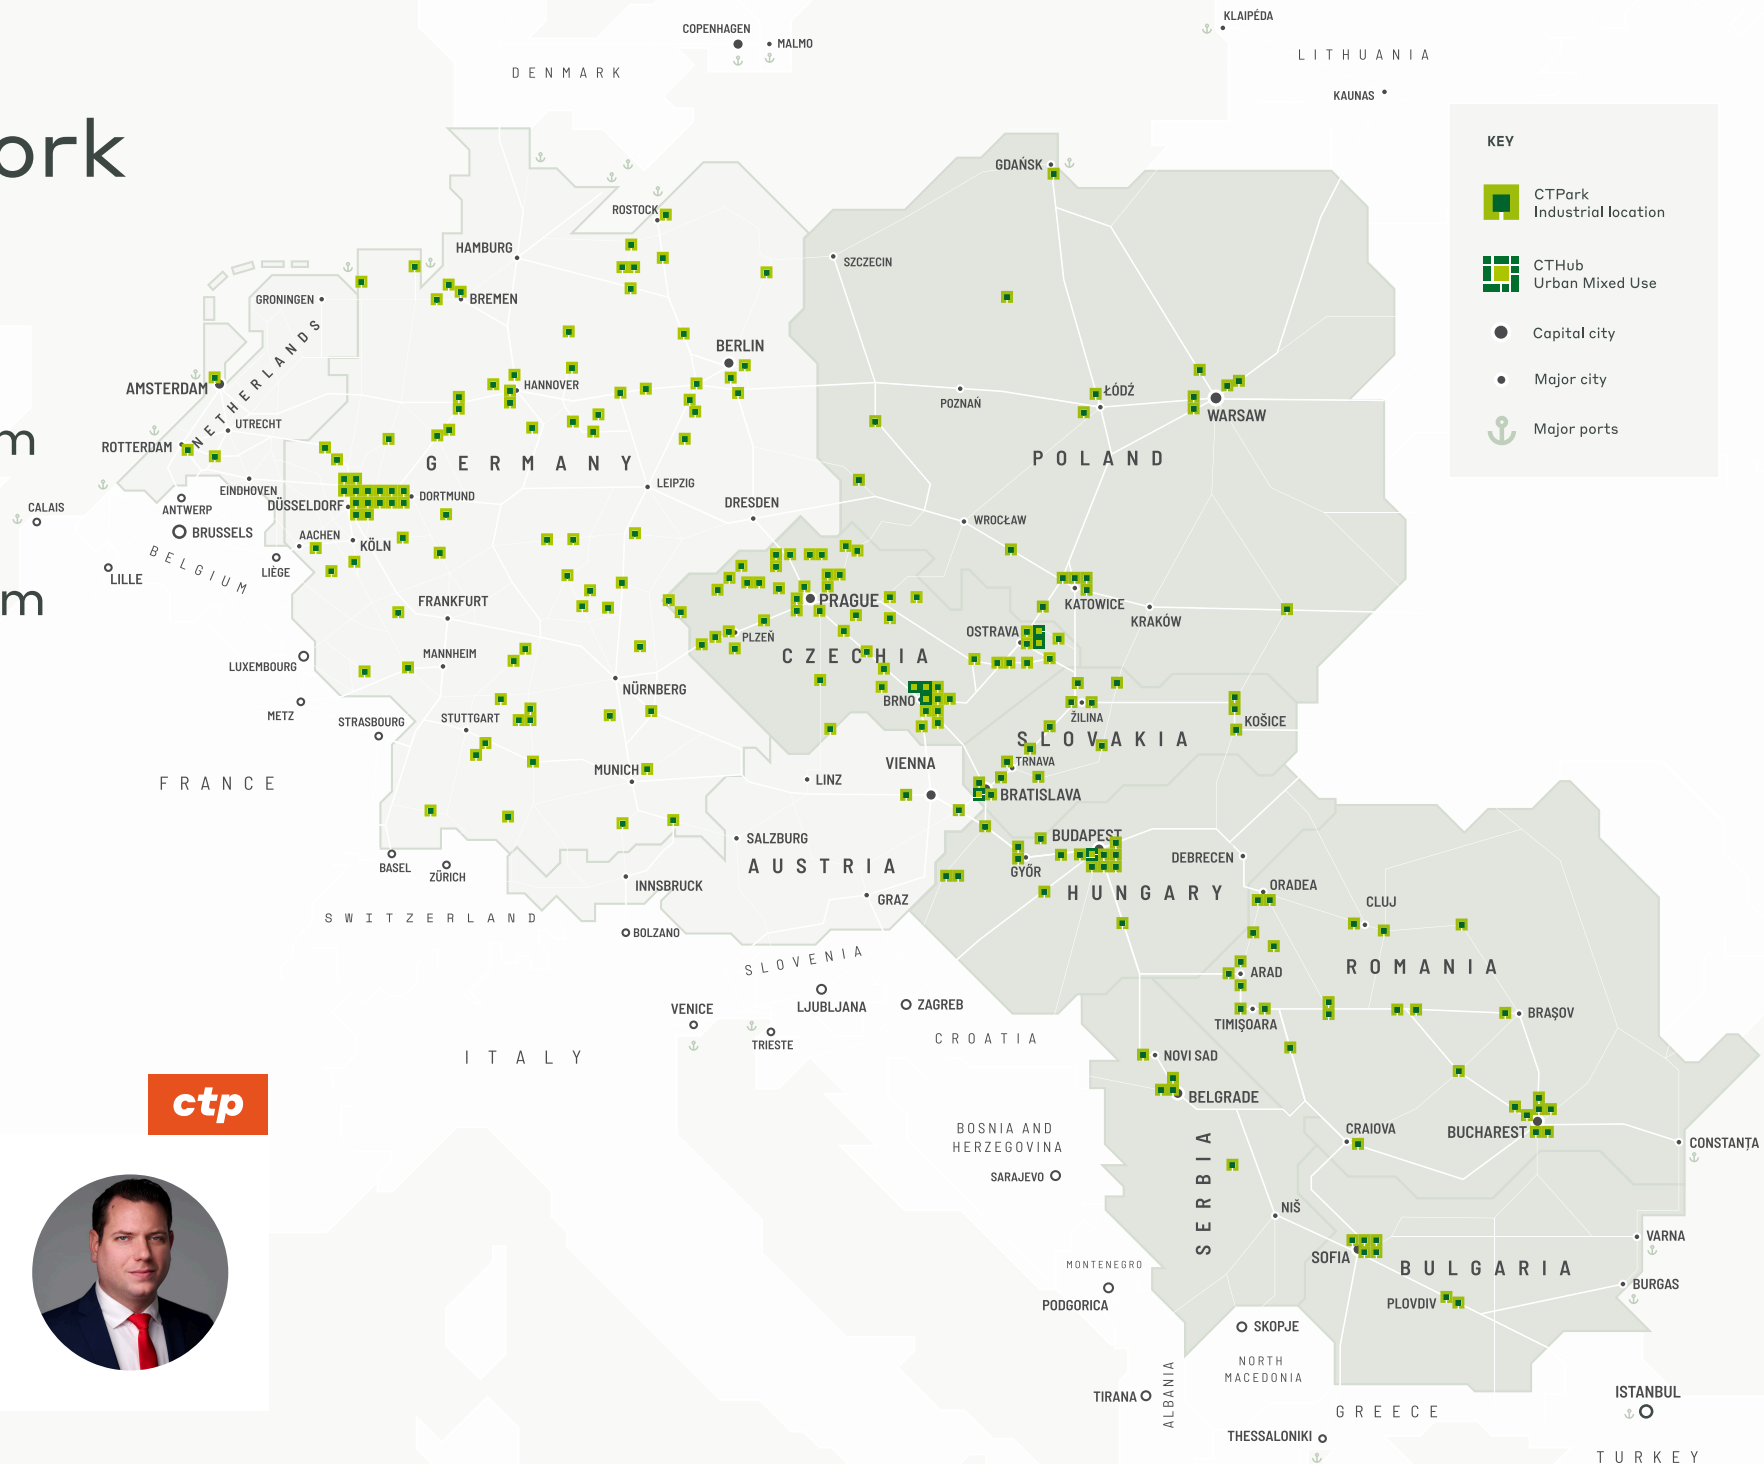 ork
m
m
KEY
CTPark
Industrial location
CTHub
Urban Mixed Use
Capital city
Major city
Major ports
KLAIPÉDA
LITHUANIA
KAUNAS
COPENHAGEN
MALMO
DENMARK
GDAŃSK
ROSTOCK
HAMBURG
SZCZECIN
GRONINGEN
BREMEN
NETHERLANDS
BERLIN
AMSTERDAM
HANNOVER
POZNAŃ
ŁÓDŹ
WARSAW
UTRECHT
ROTTERDAM
GERMANY
POLAND
EINDHOVEN
LEIPZIG
DORTMUND
DÜSSELDORF
ANTWERP
CALAIS
DRESDEN
WROCŁAW
BRUSSELS
AACHEN
KÖLN
BELGIUM
LIÈGE
LILLE
FRANKFURT
PRAGUE
KATOWICE
KRAKÓW
OSTRAVA
PLZEŇ
CZECHIA
MANNHEIM
LUXEMBOURG
NÜRNBERG
BRNO
METZ
STRASBOURG
STUTTGART
ŽILINA
KOŠICE
SLOVAKIA
VIENNA
TRNAVA
MUNICH
LINZ
FRANCE
BRATISLAVA
BUDAPEST
SALZBURG
DEBRECEN
AUSTRIA
BASEL
ZÜRICH
GYŐR
INNSBRUCK
ORADEA
HUNGARY
GRAZ
CLUJ
SWITZERLAND
BOLZANO
SLOVENIA
ROMANIA
ARAD
LJUBLJANA
ZAGREB
VENICE
TIMIŞOARA
BRAŞOV
CROATIA
TRIESTE
ITALY
NOVI SAD
BELGRADE
ctp
BOSNIA AND
HERZEGOVINA
CRAIOVA
BUCHAREST
CONSTANȚA
SARAJEVO
SERBIA
NIŠ
VARNA
SOFIA
BULGARIA
MONTENEGRO
BURGAS
PODGORICA
PLOVDIV
SKOPJE
NORTH
MACEDONIA
TIRANA
ALBANIA
ISTANBUL
GREECE
THESSALONIKI
TURKEY